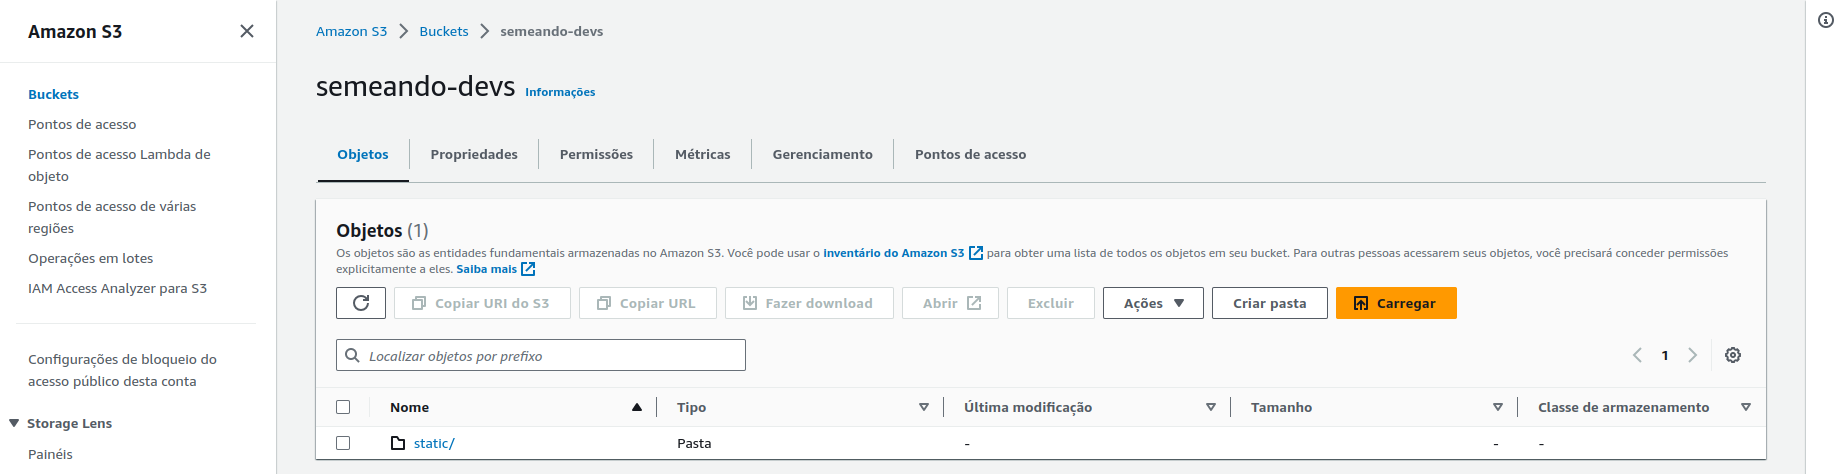 Amazon S3
Buckets
Pontos de acesso
Pontos de acesso Lambda de
objeto
Pontos de acesso de várias
regiões
Operações em lotes
IAM Access Analyzer para S3
Configurações de bloqueio do
acesso público desta conta
Storage Lens
Painéis
Amazon S3 Buckets semeando-devs
semeando-devs Informações
Objetos Propriedades Permissões Métricas Gerenciamento Pontos de acesso
Objetos (1)
Os objetos são as entidades fundamentais armazenadas no Amazon S3. Você pode usar o inventário do Amazon S3 para obter uma lista de todos os objetos em seu bucket. Para outras pessoas acessarem seus objetos, você precisará conceder permissões
explicitamente a eles. Saiba mais
Copiar URI do S3 Copiar URL Fazer download Abrir Excluir Ações Criar pasta Carregar
Localizar objetos por prefixo 1
Nome Tipo Última modificação Tamanho Classe de armazenamento
static/ Pasta - - -